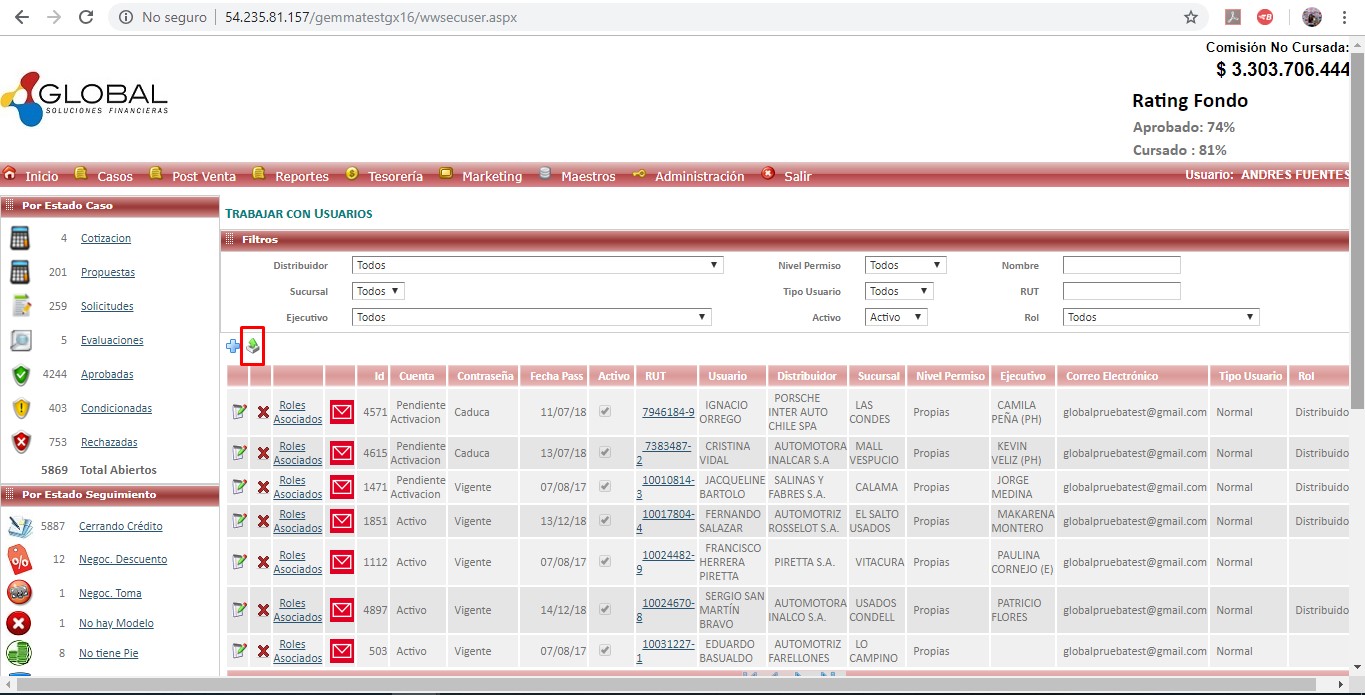 No seguro
54.235.81.157/gemmatestgx16/wwsecuser.aspx
Comisión No Cursada:
$ 3.303.706.444
GLOBAL
SOLUCIONES FINANCIERAS
Rating Fondo
Aprobado: 74%
Cursado : 81%
Inicio Casos Post Venta Reportes Tesorería Marketing Maestros Administración Salir Usuario: ANDRES FUENTES
Por Estado Caso
4 Cotizacion
201 Propuestas
259 Solicitudes
5 Evaluaciones
4244 Aprobadas
403 Condicionadas
753 Rechazadas
5869 Total Abiertos
Por Estado Seguimiento
5887 Cerrando Crédito
12 Negoc. Descuento
1 Negoc. Toma
1 No hay Modelo
8 No tiene Pie
TRABAJAR CON USUARIOS
Filtros
Distribuidor Todos Nivel Permiso Todos Nombre
Sucursal Todos Tipo Usuario Todos RUT
Ejecutivo Todos Activo Activo Rol Todos
Id Cuenta Contraseña Fecha Pass Activo RUT Usuario Distribuidor Sucursal Nivel Permiso Ejecutivo Correo Electrónico Tipo Usuario Rol
Roles Asociados 4571 Pendiente Activacion Caduca 11/07/18 7946184-9 IGNACIO ORREGO PORSCHE INTER AUTO CHILE SPA LAS CONDES Propias CAMILA PEÑA (PH) globalpruebatest@gmail.com Normal Distribuido
Roles Asociados 4615 Pendiente Activacion Caduca 13/07/18 7383487-2 CRISTINA VIDAL AUTOMOTORA INALCAR S.A MALL VESPUCIO Propias KEVIN VELIZ (PH) globalpruebatest@gmail.com Normal Distribuido
Roles Asociados 1471 Pendiente Activacion Vigente 07/08/17 10010814-3 JACQUELINE BARTOLO SALINAS Y FABRES S.A. CALAMA Propias JORGE MEDINA globalpruebatest@gmail.com Normal Distribuido
Roles Asociados 1851 Activo Vigente 13/12/18 10017804-4 FERNANDO SALAZAR AUTOMOTRIZ ROSSELOT S.A. EL SALTO USADOS Propias MAKARENA MONTERO globalpruebatest@gmail.com Normal Distribuido
Roles Asociados 1112 Activo Vigente 07/08/17 10024482-9 FRANCISCO HERRERA PIRETTA PIRETTA S.A. VITACURA Propias PAULINA CORNEJO (E) globalpruebatest@gmail.com Normal
Roles Asociados 4897 Activo Vigente 14/12/18 10024670-8 SERGIO SAN MARTÍN BRAVO AUTOMOTORA INALCO S.A. USADOS CONDELL Propias PATRICIO FLORES globalpruebatest@gmail.com Normal Distribuido
Roles Asociados 503 Activo Vigente 07/08/17 10031227-1 EDUARDO BASUALDO AUTOMOTRIZ FARELLONES LO CAMPINO Propias globalpruebatest@gmail.com Normal